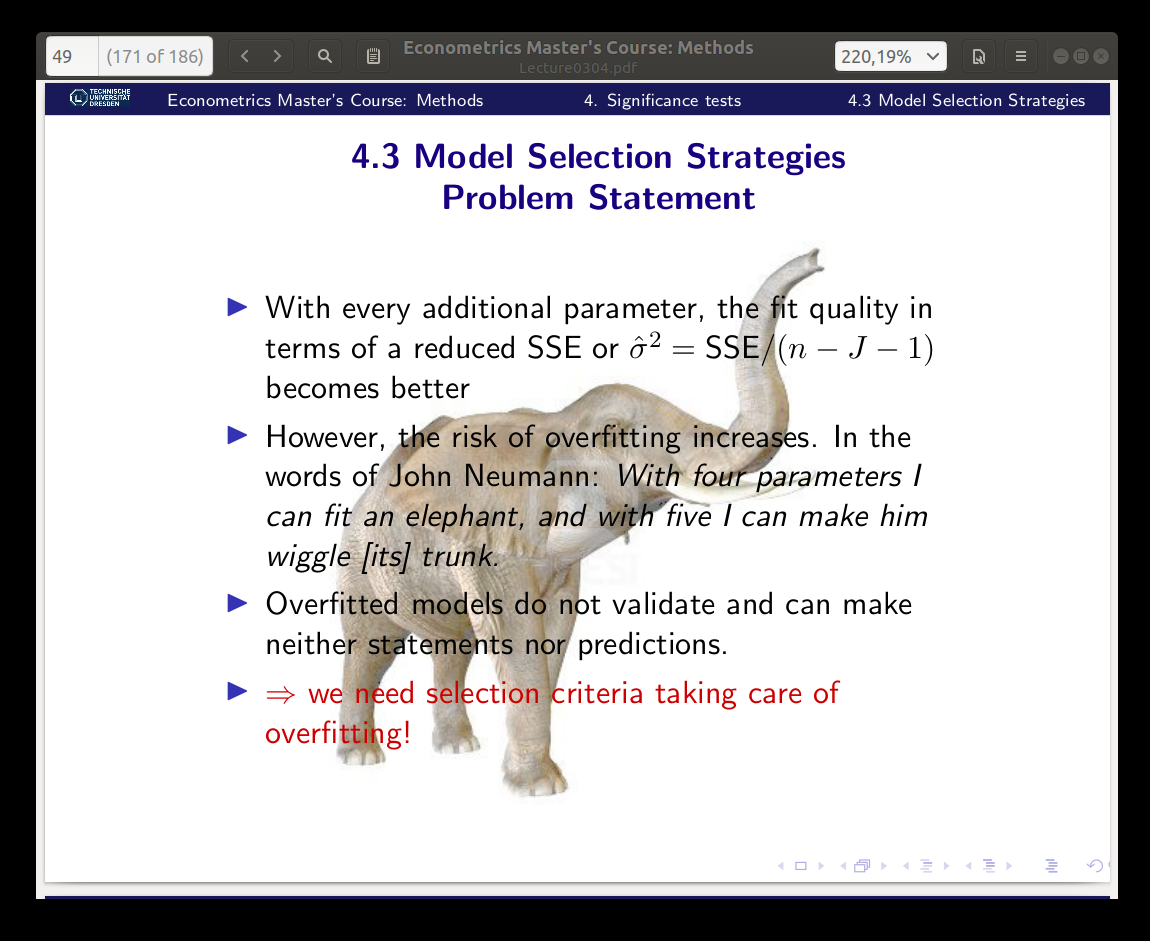 49 (171 of 186) Econometrics Master's Course: Methods 220,19%
Lecture0304.pdf
TECHNISCHE
UNIVERSITÄT
DRESDEN
Econometrics Master's Course: Methods 4. Significance tests 4.3 Model Selection Strategies
4.3 Model Selection Strategies
Problem Statement
With every additional parameter, the fit quality in
terms of a reduced SSE or σ̂² = SSE/(n − J − 1)
becomes better
However, the risk of overfitting increases. In the
words of John Neumann: With four parameters I
can fit an elephant, and with five I can make him
wiggle [its] trunk.
Overfitted models do not validate and can make
neither statements nor predictions.
⇒ we need selection criteria taking care of
overfitting!